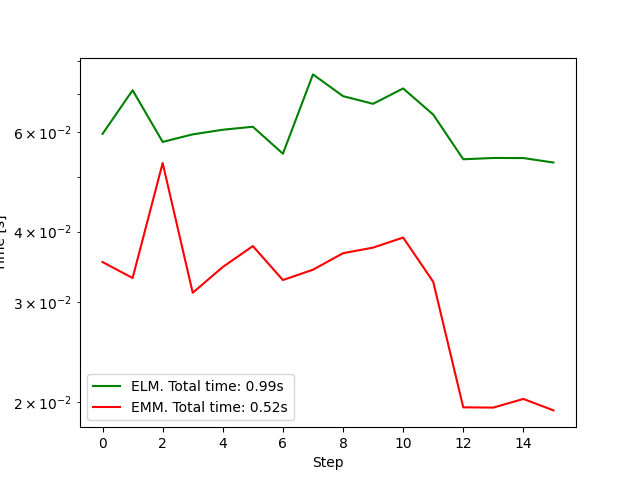 6 × 10⁻²
4 × 10⁻²
3 × 10⁻²
2 × 10⁻²
Time [s]
ELM. Total time: 0.99s
EMM. Total time: 0.52s
0 2 4 6 8 10 12 14
Step